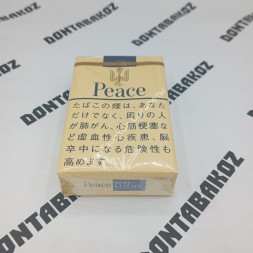 DONTABAKOZ
Peace
たばこの煙は、あなた
だけでなく、周りの人
が肺がん、心筋梗塞な
ど虚血性心疾患、脳
卒中になる危険性も
高めます。
Peace
DONTABAKOZ
DONTABAKOZ